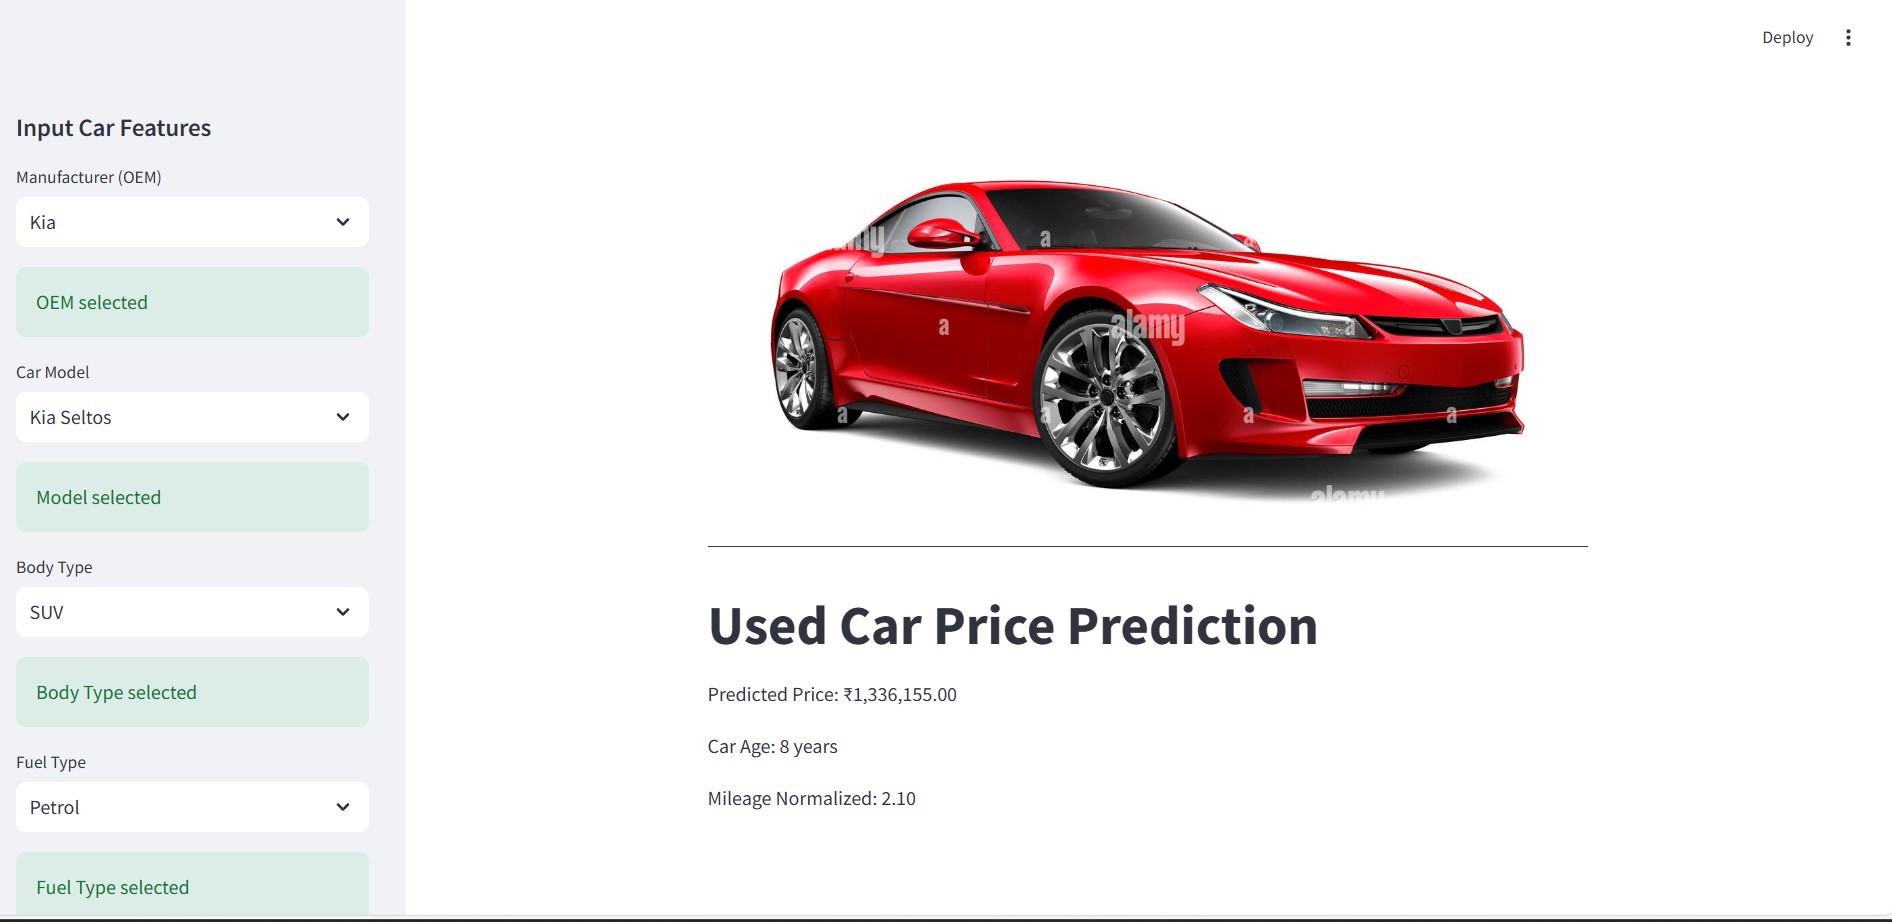 Deploy
Input Car Features
Manufacturer (OEM)
Kia
OEM selected
Car Model
Kia Seltos
Model selected
Body Type
SUV
Body Type selected
Fuel Type
Petrol
Fuel Type selected
alamy
a
a
alamy
a
a
a
a
a
alamy
Used Car Price Prediction
Predicted Price: ₹1,336,155.00
Car Age: 8 years
Mileage Normalized: 2.10